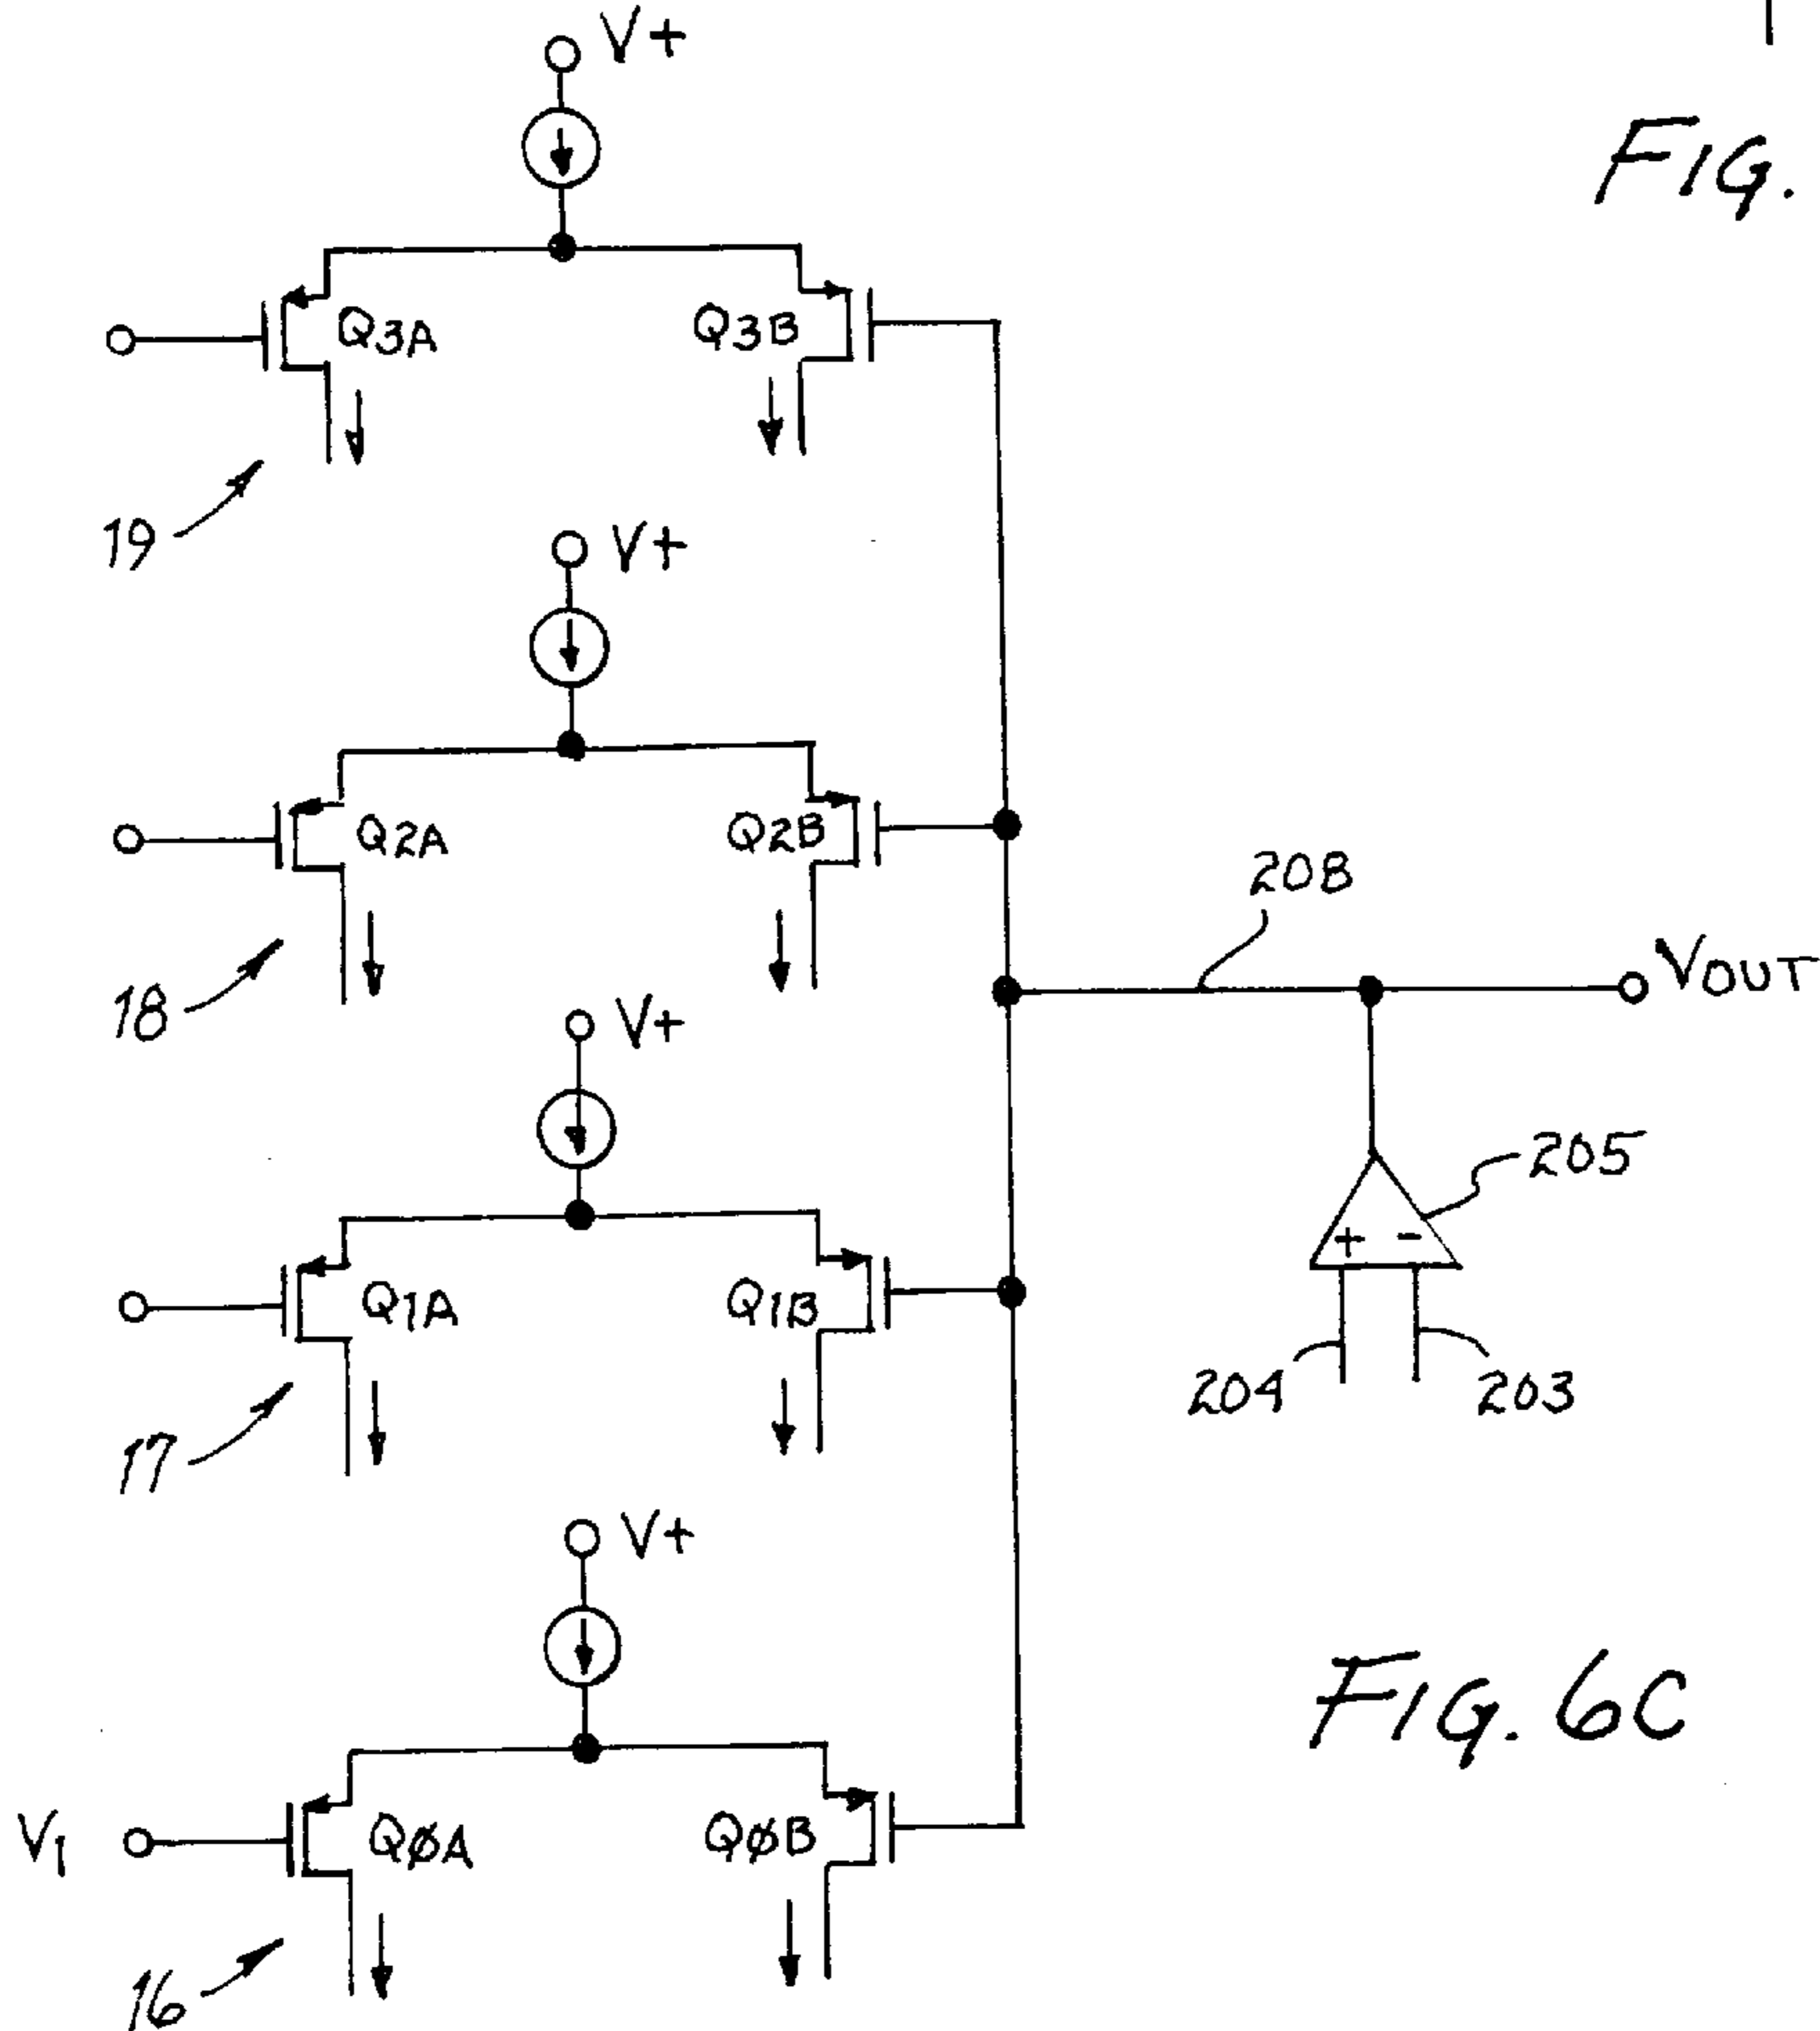 V+
FIG.
Q3A
Q3B
19
V+
Q2A
Q2B
208
VOUT
18
V+
205
+ -
Q1A
Q1B
204
203
17
V+
FIG. 6C
V1
QØA
QØB
16